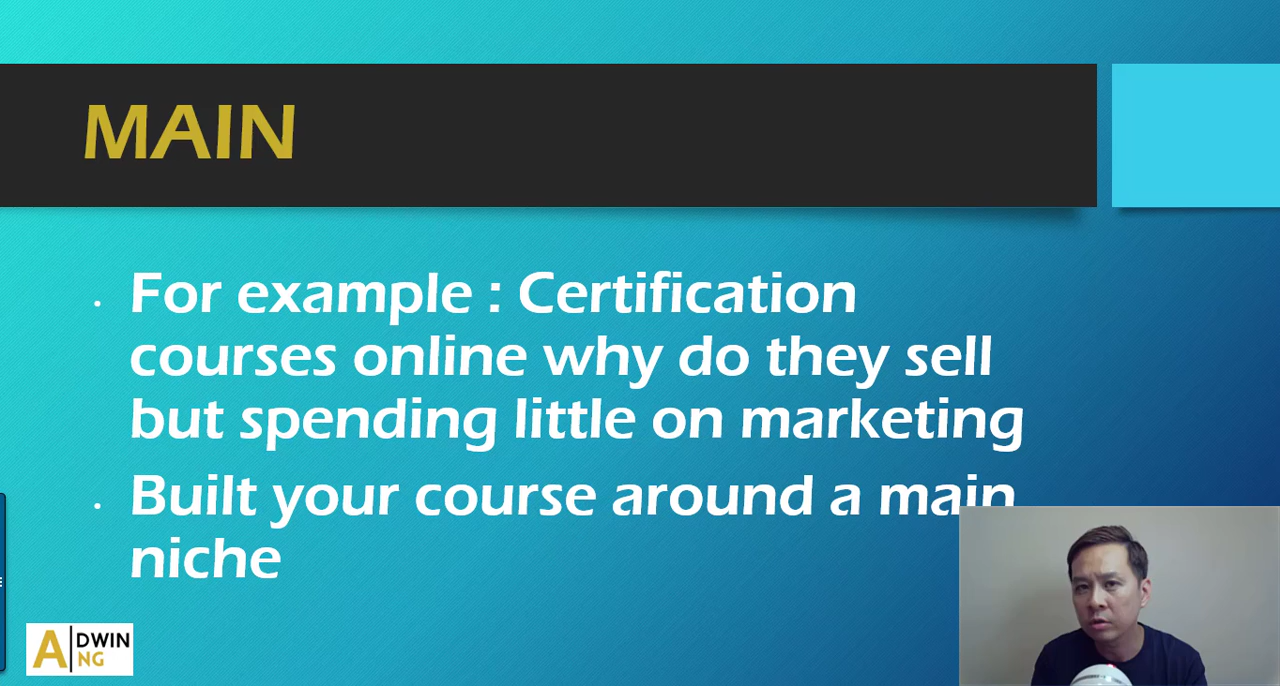 MAIN
For example : Certification
courses online why do they sell
but spending little on marketing
Built your course around a main
niche
A DWIN
NG